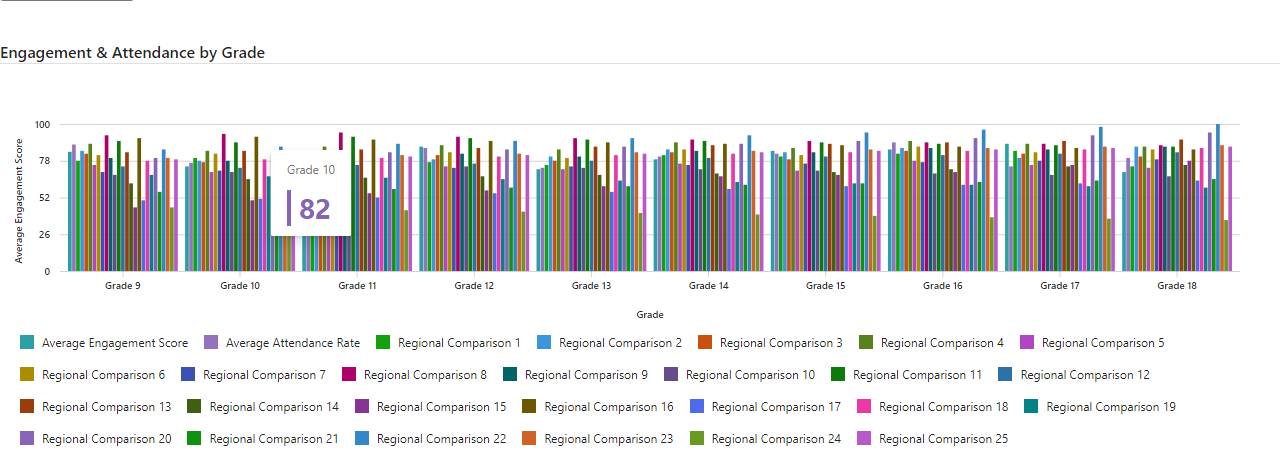 Engagement & Attendance by Grade
Average Engagement Score
100
78
52
26
0
Grade 10
82
Grade 9 Grade 10 Grade 11 Grade 12 Grade 13 Grade 14 Grade 15 Grade 16 Grade 17 Grade 18
Grade
Average Engagement Score Average Attendance Rate Regional Comparison 1 Regional Comparison 2 Regional Comparison 3 Regional Comparison 4 Regional Comparison 5
Regional Comparison 6 Regional Comparison 7 Regional Comparison 8 Regional Comparison 9 Regional Comparison 10 Regional Comparison 11 Regional Comparison 12
Regional Comparison 13 Regional Comparison 14 Regional Comparison 15 Regional Comparison 16 Regional Comparison 17 Regional Comparison 18 Regional Comparison 19
Regional Comparison 20 Regional Comparison 21 Regional Comparison 22 Regional Comparison 23 Regional Comparison 24 Regional Comparison 25